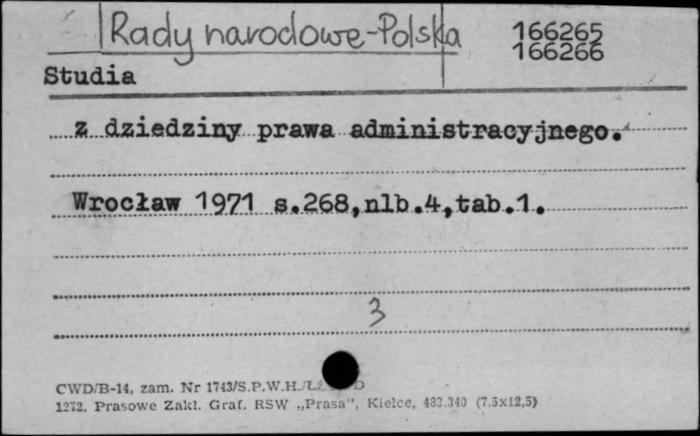 Rady narodowe-Polska
166265
166266
Studia
z dziedziny prawa administracyjnego.
Wrocław 1971 s.268,nlb.4,tab.1.
3
CWD/B-14, zam. Nr 1743/S.P.W.H.
1272. Prasowe Zakł. Graf. RSW „Prasa", Kielce, 483.340 (7,5x12,5)